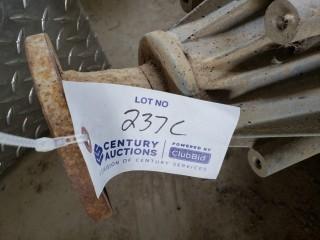 LOT NO
237C
CENTURY
AUCTIONS
POWERED BY
ClubBid
DIVISION OF CENTURY SERVICES